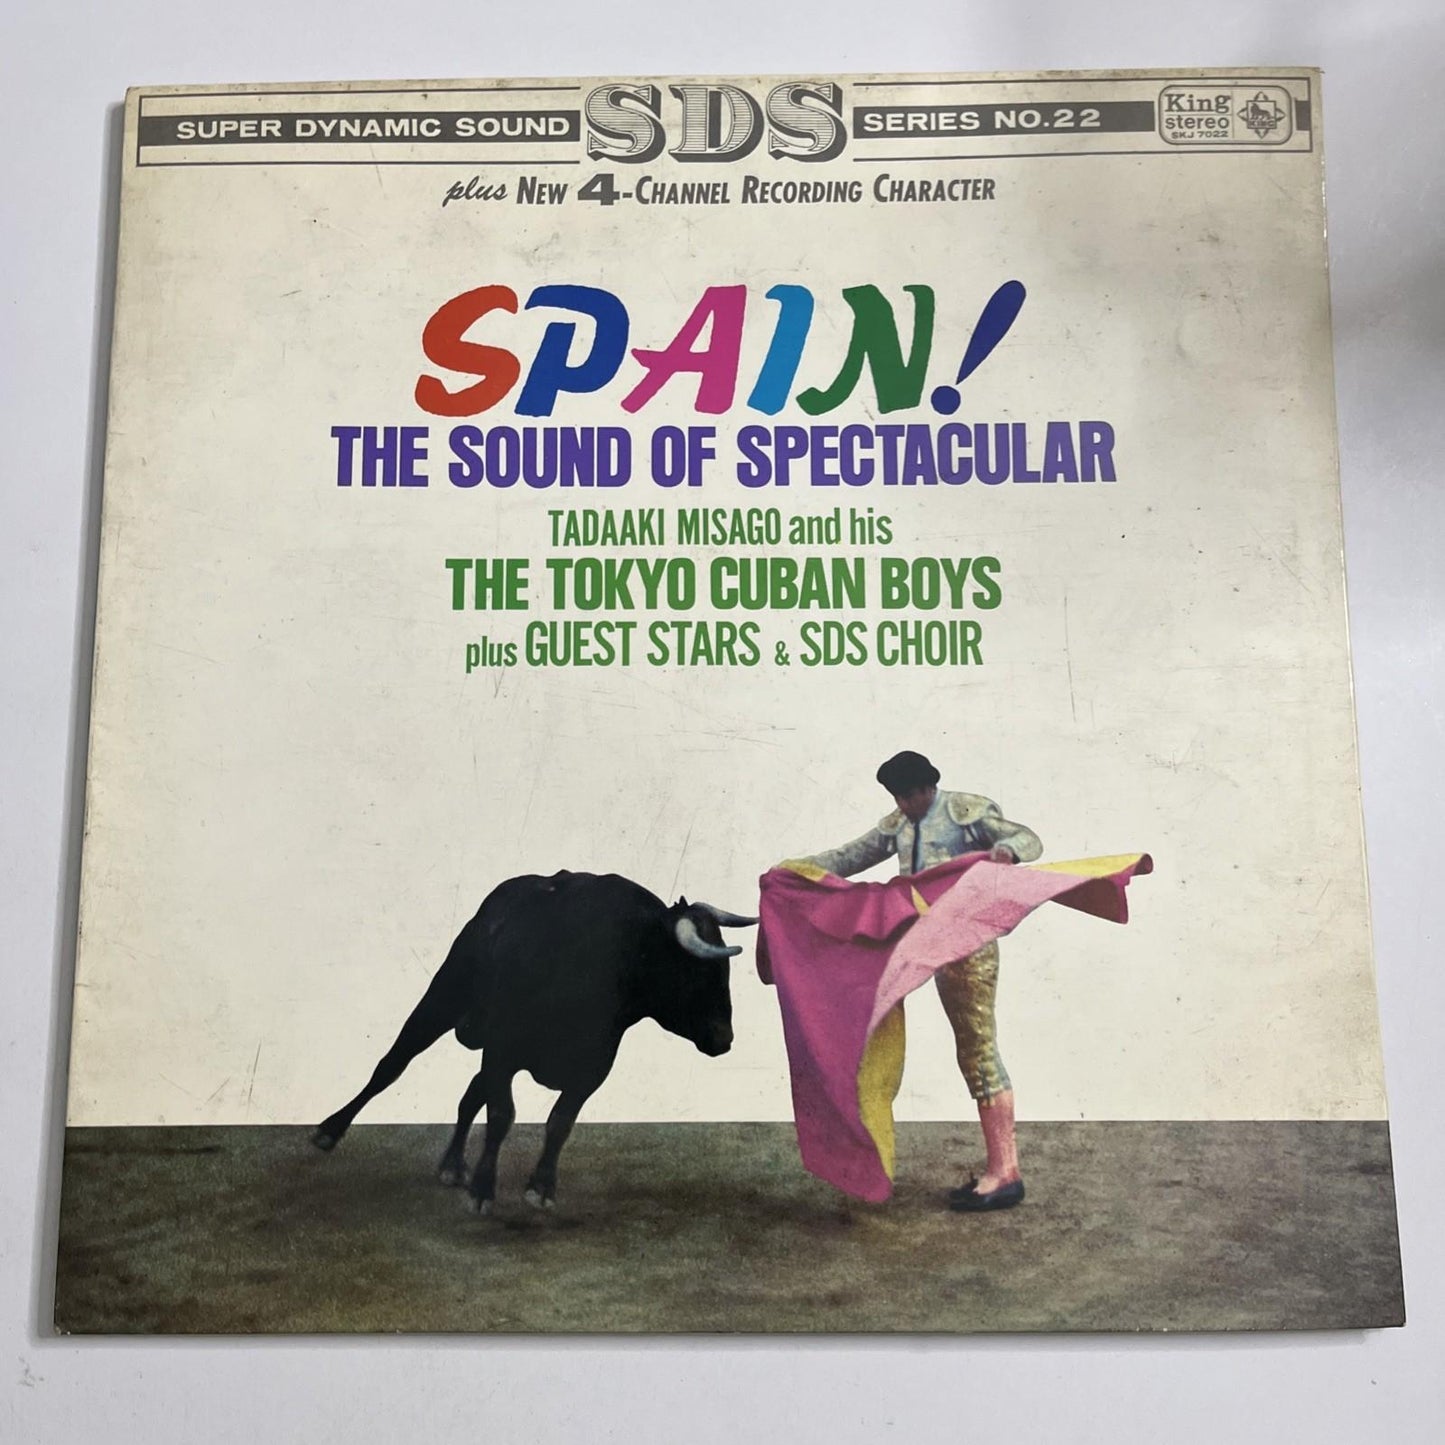 SUPER DYNAMIC SOUND SDS SERIES NO.22
King
stereo
SKJ 7022
plus NEW 4-CHANNEL RECORDING CHARACTER
SPAIN!
THE SOUND OF SPECTACULAR
TADAAKI MISAGO and his
THE TOKYO CUBAN BOYS
plus GUEST STARS & SDS CHOIR